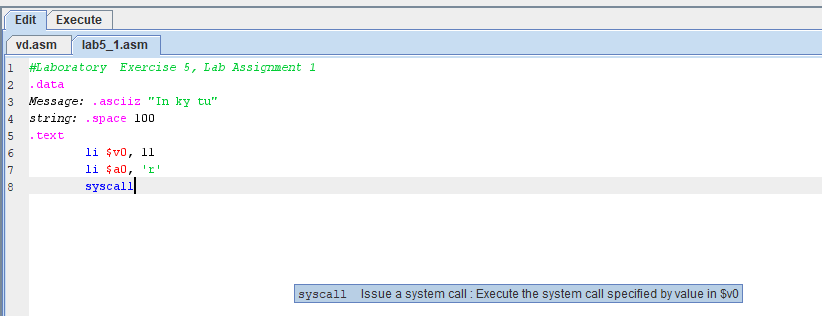 Edit Execute
vd.asm lab5_1.asm
1 #Laboratory Exercise 5, Lab Assignment 1
2 .data
3 Message: .asciiz "In ky tu"
4 string: .space 100
5 .text
6 li $v0, 11
7 li $a0, 'r'
8 syscall
syscall Issue a system call : Execute the system call specified by value in $v0